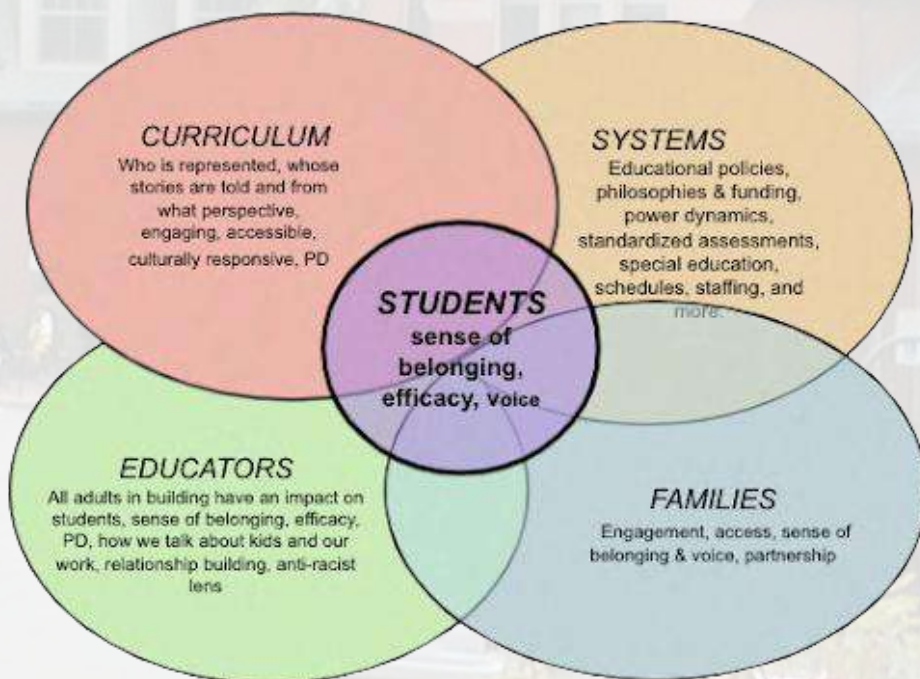 CURRICULUM
Who is represented, whose
stories are told and from
what perspective,
engaging, accessible,
culturally responsive, PD
SYSTEMS
Educational policies,
philosophies & funding,
power dynamics,
standardized assessments,
special education,
schedules, staffing, and
more.
STUDENTS
sense of
belonging,
efficacy, Voice
EDUCATORS
All adults in building have an impact on
students, sense of belonging, efficacy,
PD, how we talk about kids and our
work, relationship building, anti-racist
lens
FAMILIES
Engagement, access, sense of
belonging & voice, partnership